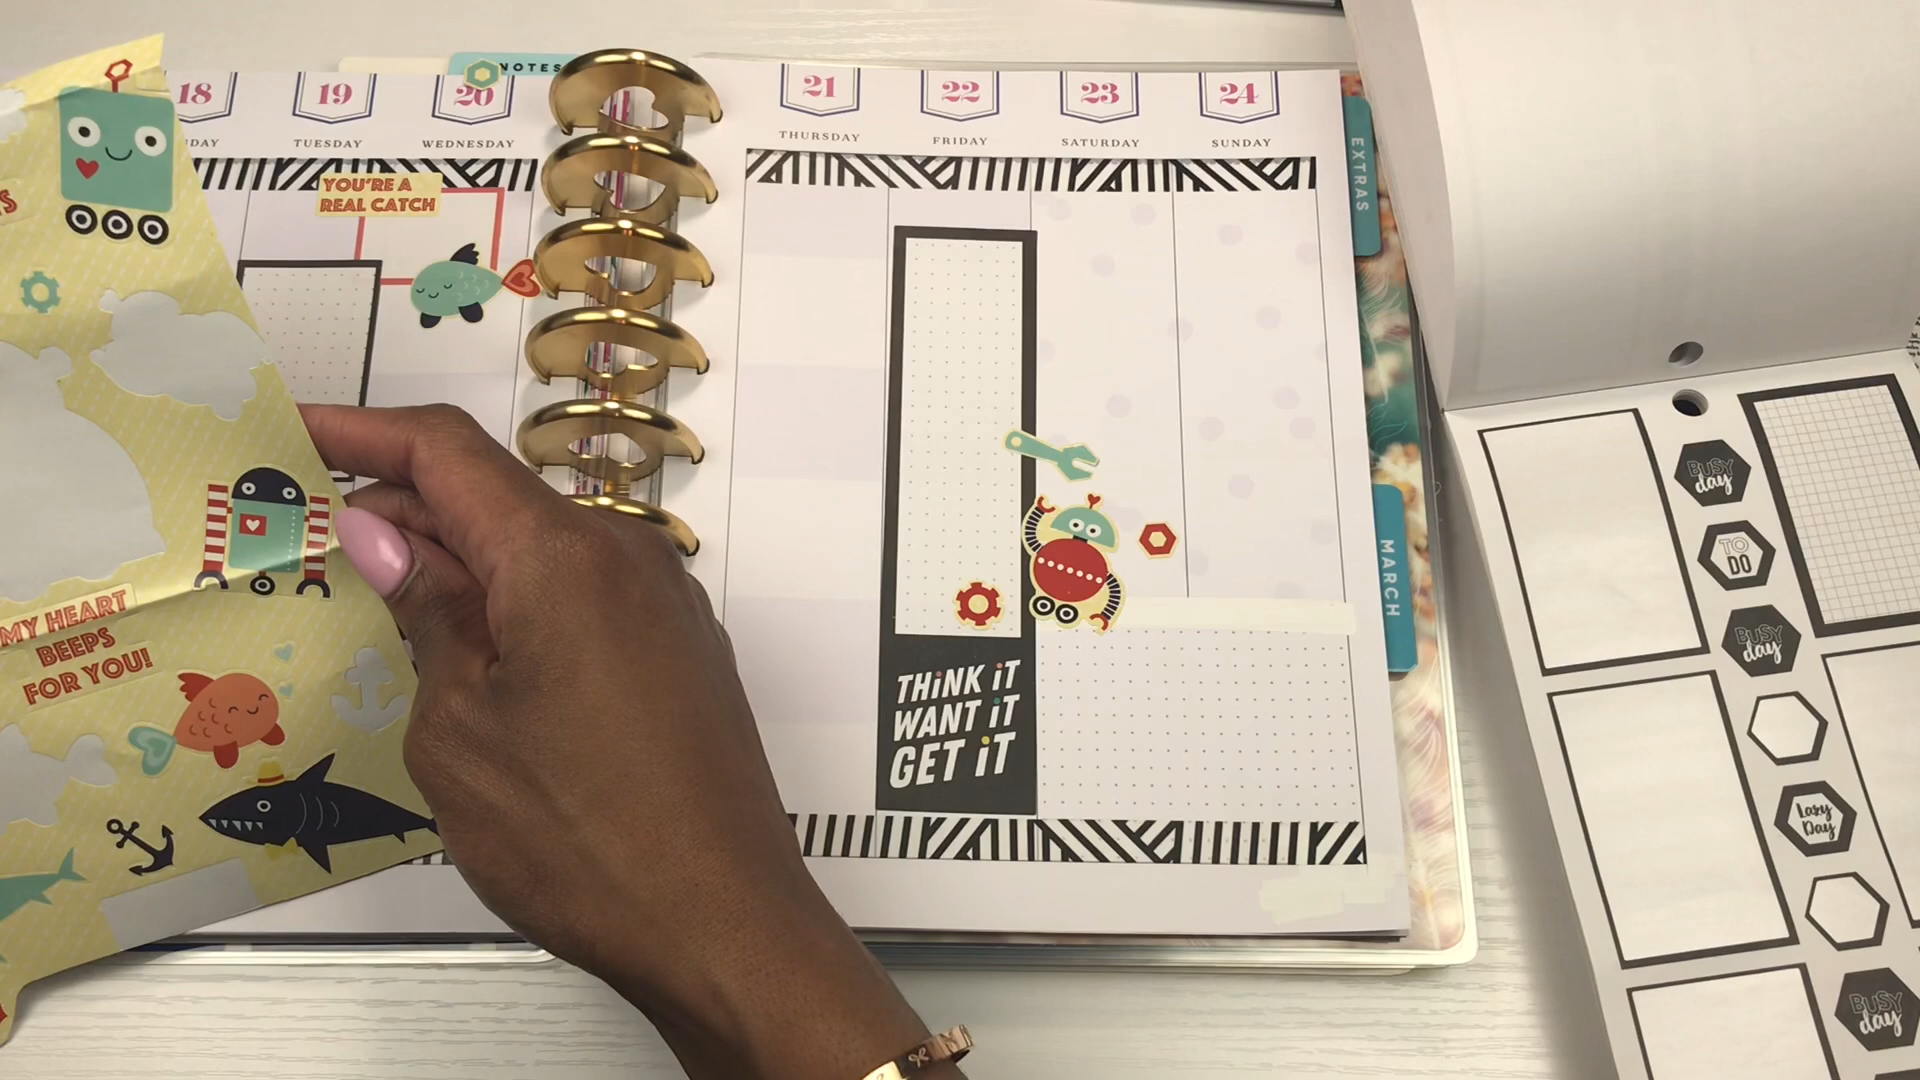 NOTES
18
19
20
21
22
23
24
DAY
TUESDAY
WEDNESDAY
THURSDAY
FRIDAY
SATURDAY
SUNDAY
YOU'RE A
REAL CATCH
S
MY HEART
BEEPS
FOR YOU!
THiNK iT
WANT iT
GET iT
EXTRAS
MARCH
BUSY
day
TO
DO
BUSY
day
Lazy
Day
BUSY
day